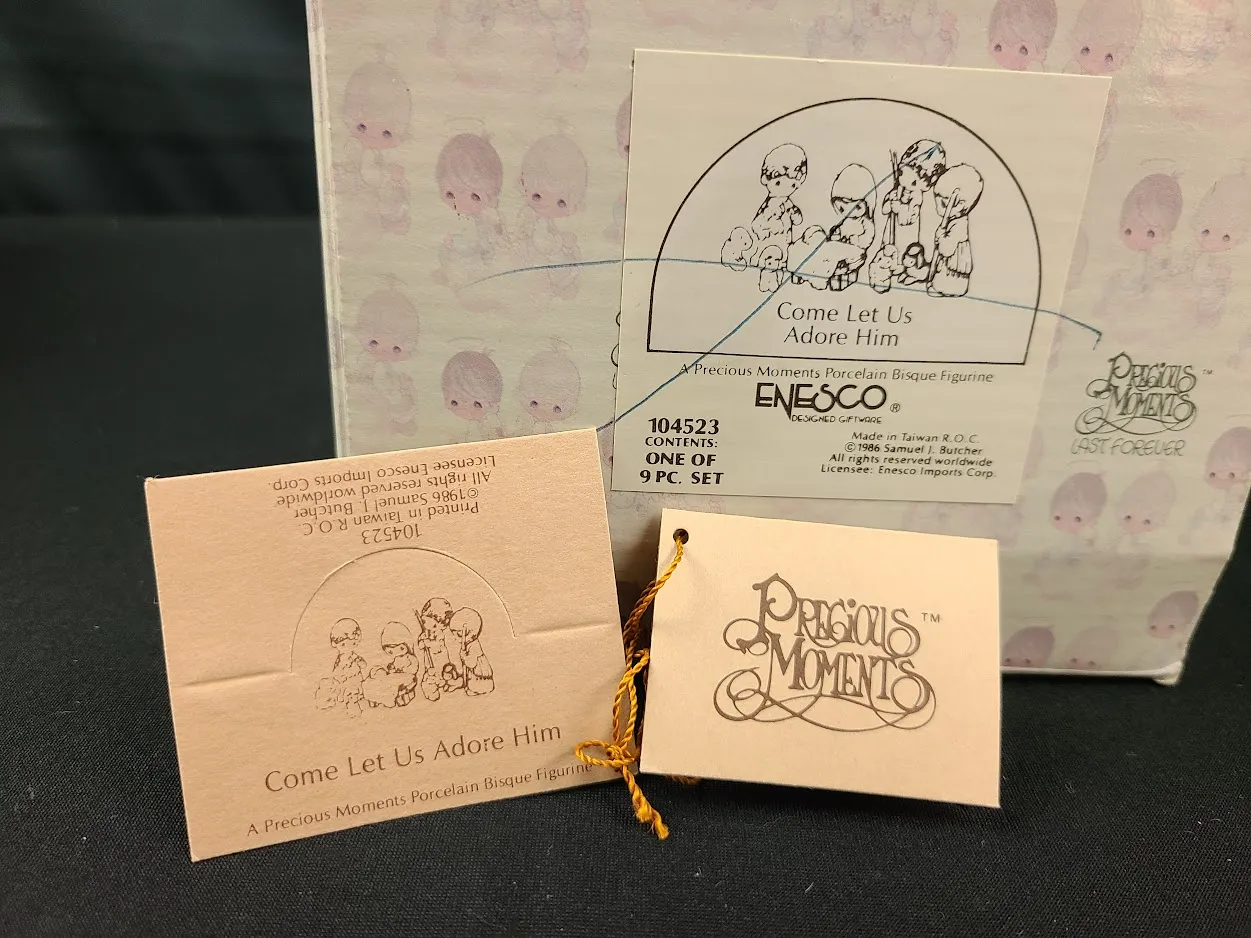 Come Let Us
Adore Him
A Precious Moments Porcelain Bisque Figurine
ENESCO®
DESIGNED GIFTWARE
104523
CONTENTS:
ONE OF
9 PC. SET
Made in Taiwan R.O.C.
©1986 Samuel J. Butcher
All rights reserved worldwide
Licensee: Enesco Imports Corp.
PRECIOUS™
MOMENTS
LAST FOREVER
104523
Printed in Taiwan R.O.C
©1986 Samuel J. Butcher
All rights reserved worldwide
Licensee Enesco Imports Corp.
Come Let Us Adore Him
A Precious Moments Porcelain Bisque Figurine
PRECIOUS™
MOMENTS